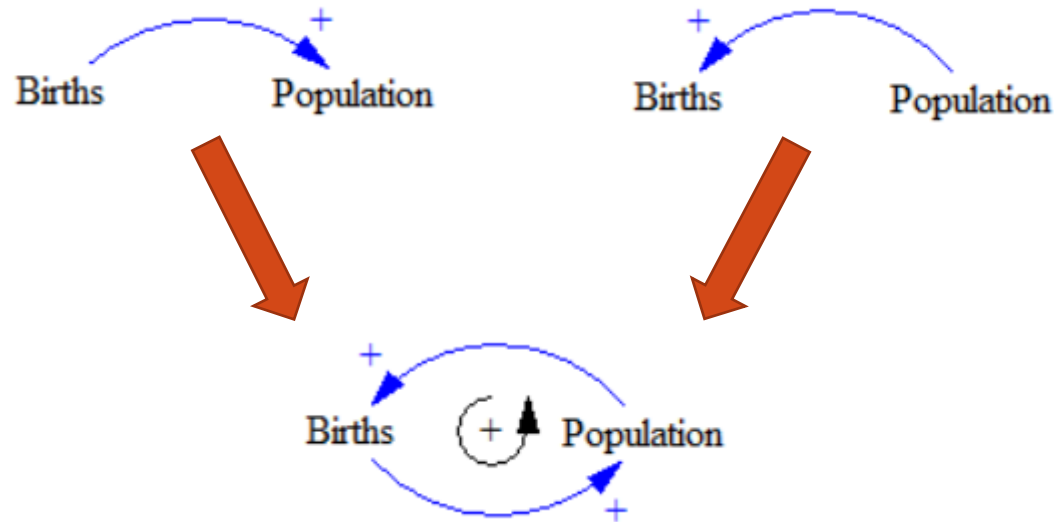 +
+
Births
Population
Births
Population
+
Births
+
Population
+